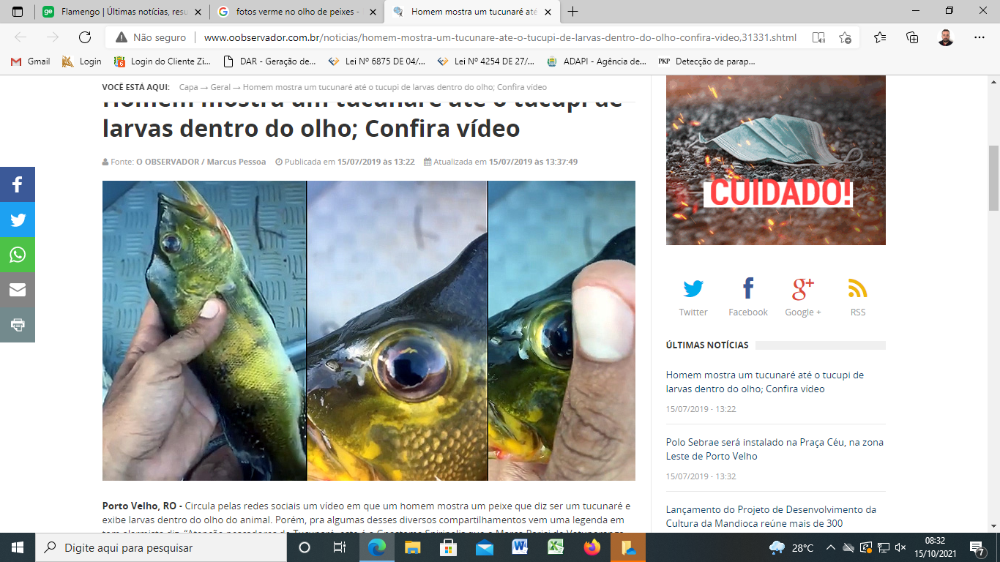 Flamengo | Últimas notícias, resu
fotos verme no olho de peixes -
Homem mostra um tucunaré até
Não seguro
www.oobservador.com.br/noticias/homem-mostra-um-tucunare-ate-o-tucupi-de-larvas-dentro-do-olho-confira-video,31331.shtml
Gmail
Login
Login do Cliente Zi...
DAR - Geração de...
Lei Nº 6875 DE 04/...
Lei Nº 4254 DE 27/...
ADAPI - Agência de...
PKP Detecção de parap...
VOCÊ ESTÁ AQUI: Capa → Geral → Homem mostra um tucunaré até o tucupi de larvas dentro do olho; Confira vídeo
Homem mostra um tucunaré até o tucupi de
larvas dentro do olho; Confira vídeo
Fonte: O OBSERVADOR / Marcus Pessoa Publicada em 15/07/2019 às 13:22 Atualizada em 15/07/2019 às 13:37:49
Porto Velho, RO - Circula pelas redes sociais um vídeo em que um homem mostra um peixe que diz ser um tucunaré e
exibe larvas dentro do olho do animal. Porém, pra algumas desses diversos compartilhamentos vem uma legenda em
CUIDADO!
Twitter
Facebook
Google +
RSS
ÚLTIMAS NOTÍCIAS
Homem mostra um tucunaré até o tucupi de
larvas dentro do olho; Confira vídeo
15/07/2019 - 13:22
Polo Sebrae será instalado na Praça Céu, na zona
Leste de Porto Velho
15/07/2019 - 13:32
Lançamento do Projeto de Desenvolvimento da
Cultura da Mandioca reúne mais de 300
Digite aqui para pesquisar
28°C
08:32
15/10/2021
7